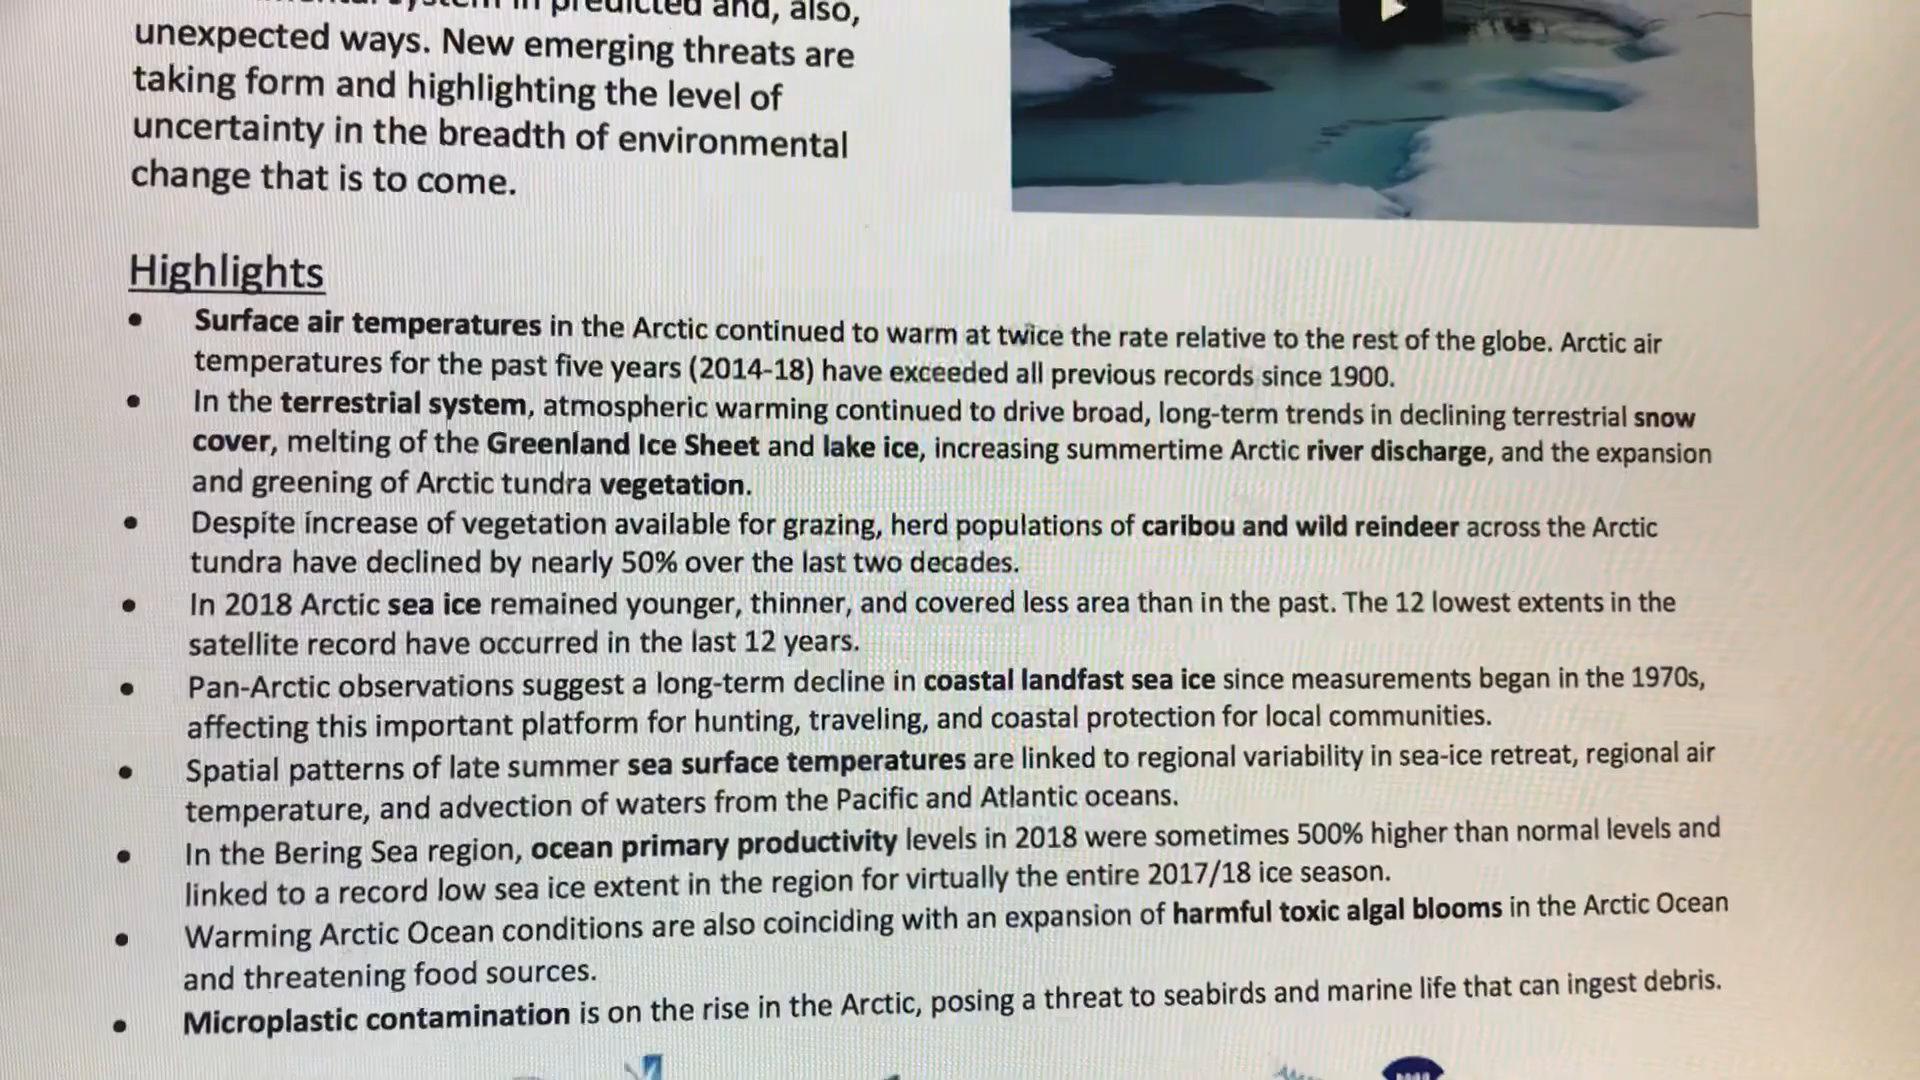 system in predicted and, also,
unexpected ways. New emerging threats are
taking form and highlighting the level of
uncertainty in the breadth of environmental
change that is to come.
Highlights
• Surface air temperatures in the Arctic continued to warm at twice the rate relative to the rest of the globe. Arctic air
temperatures for the past five years (2014-18) have exceeded all previous records since 1900.
• In the terrestrial system, atmospheric warming continued to drive broad, long-term trends in declining terrestrial snow
cover, melting of the Greenland Ice Sheet and lake ice, increasing summertime Arctic river discharge, and the expansion
and greening of Arctic tundra vegetation.
• Despite increase of vegetation available for grazing, herd populations of caribou and wild reindeer across the Arctic
tundra have declined by nearly 50% over the last two decades.
• In 2018 Arctic sea ice remained younger, thinner, and covered less area than in the past. The 12 lowest extents in the
satellite record have occurred in the last 12 years.
• Pan-Arctic observations suggest a long-term decline in coastal landfast sea ice since measurements began in the 1970s,
affecting this important platform for hunting, traveling, and coastal protection for local communities.
• Spatial patterns of late summer sea surface temperatures are linked to regional variability in sea-ice retreat, regional air
temperature, and advection of waters from the Pacific and Atlantic oceans.
• In the Bering Sea region, ocean primary productivity levels in 2018 were sometimes 500% higher than normal levels and
linked to a record low sea ice extent in the region for virtually the entire 2017/18 ice season.
• Warming Arctic Ocean conditions are also coinciding with an expansion of harmful toxic algal blooms in the Arctic Ocean
and threatening food sources.
• Microplastic contamination is on the rise in the Arctic, posing a threat to seabirds and marine life that can ingest debris.